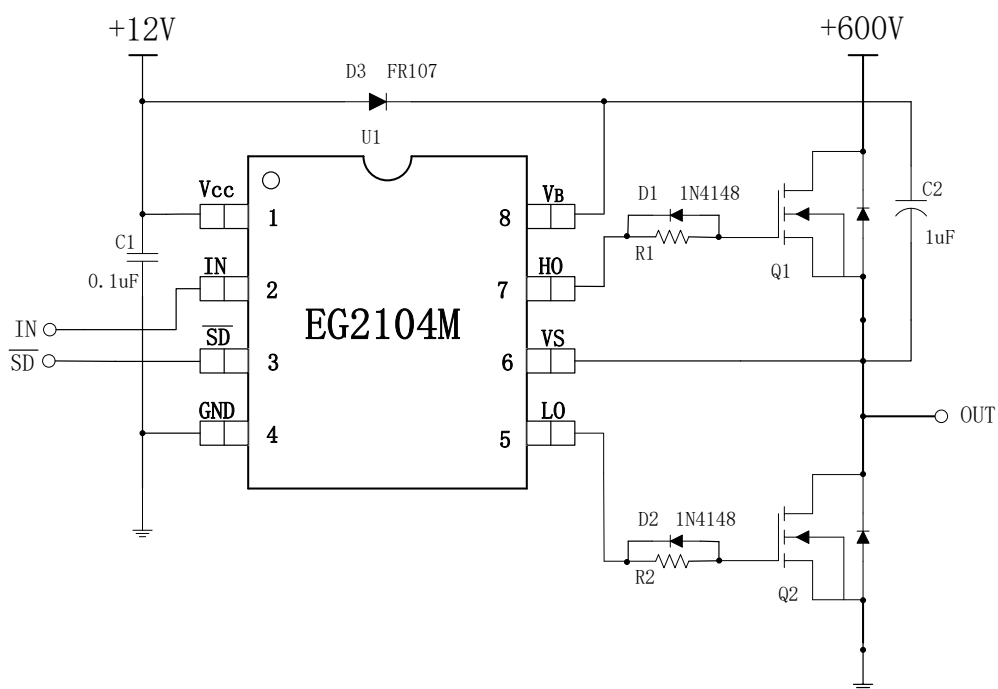 +12V
+600V
D3 FR107
U1
Vcc
1
VB
8
D1 1N4148
R1
C2
1uF
C1
0.1uF
IN
2
HO
7
Q1
EG2104M
IN
SD
SD
3
VS
6
GND
4
LO
5
OUT
D2 1N4148
R2
Q2